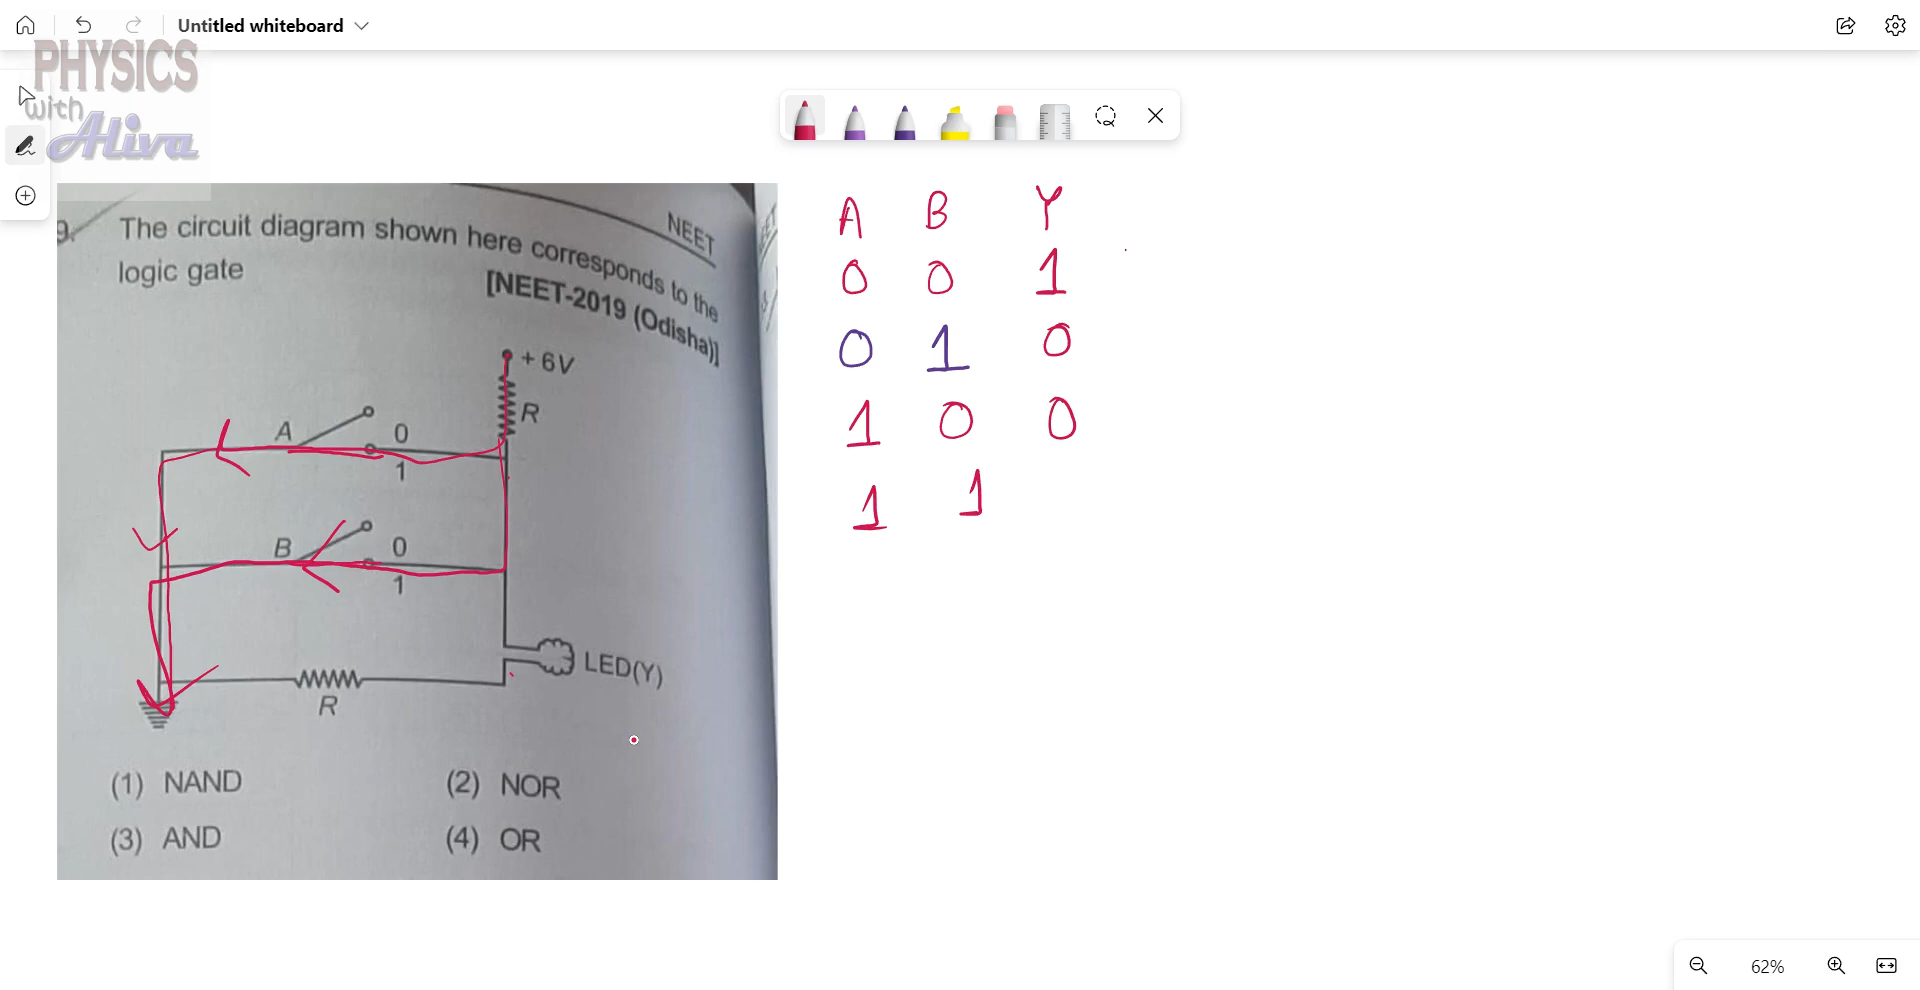 Untitled whiteboard
PHYSICS
with
Aliva
NEET
9. The circuit diagram shown here corresponds to the
logic gate
[NEET-2019 (Odisha)]
+ 6V
R
A
0
1
B
0
1
LED(Y)
R
(1) NAND
(2) NOR
(3) AND
(4) OR
A B Y
0 0 1
0 1 0
1 0 0
1 1
62%